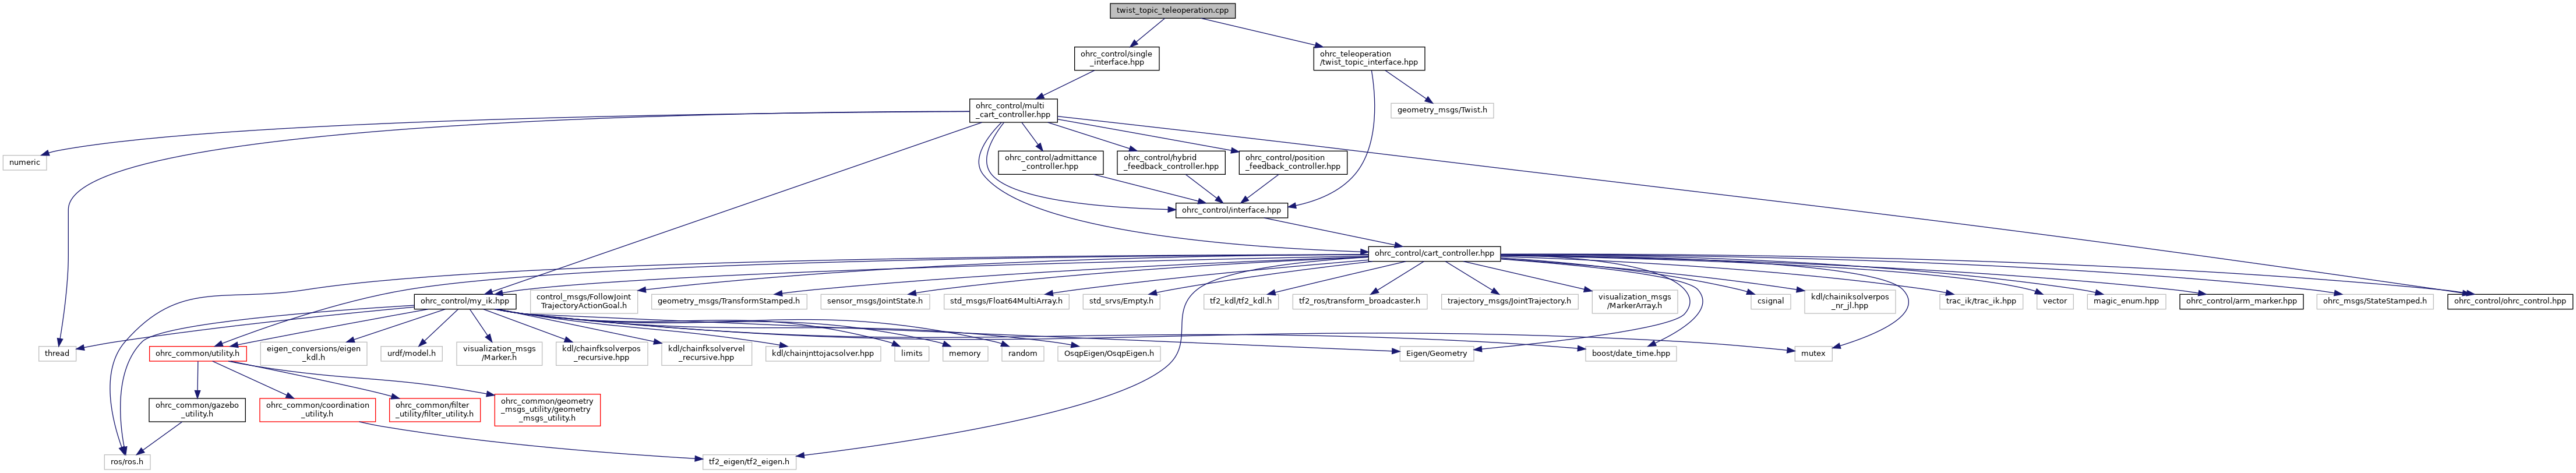 twist_topic_teleoperation.cpp
ohrc_control/single
_interface.hpp
ohrc_teleoperation
/twist_topic_interface.hpp
ohrc_control/multi
_cart_controller.hpp
geometry_msgs/Twist.h
numeric
ohrc_control/admittance
_controller.hpp
ohrc_control/hybrid
_feedback_controller.hpp
ohrc_control/position
_feedback_controller.hpp
ohrc_control/interface.hpp
ohrc_control/cart_controller.hpp
ohrc_control/my_ik.hpp
control_msgs/FollowJoint
TrajectoryActionGoal.h
geometry_msgs/TransformStamped.h
sensor_msgs/JointState.h
std_msgs/Float64MultiArray.h
std_srvs/Empty.h
tf2_kdl/tf2_kdl.h
tf2_ros/transform_broadcaster.h
trajectory_msgs/JointTrajectory.h
visualization_msgs
/MarkerArray.h
csignal
kdl/chainiksolverpos
_nr_jl.hpp
trac_ik/trac_ik.hpp
vector
magic_enum.hpp
ohrc_control/arm_marker.hpp
ohrc_msgs/StateStamped.h
ohrc_control/ohrc_control.hpp
thread
ohrc_common/utility.h
eigen_conversions/eigen
_kdl.h
urdf/model.h
visualization_msgs
/Marker.h
kdl/chainfksolverpos
_recursive.hpp
kdl/chainfksolvervel
_recursive.hpp
kdl/chainjnttojacsolver.hpp
limits
memory
random
OsqpEigen/OsqpEigen.h
Eigen/Geometry
boost/date_time.hpp
mutex
ohrc_common/gazebo
_utility.h
ohrc_common/coordination
_utility.h
ohrc_common/filter
_utility/filter_utility.h
ohrc_common/geometry
_msgs_utility/geometry
_msgs_utility.h
ros/ros.h
tf2_eigen/tf2_eigen.h